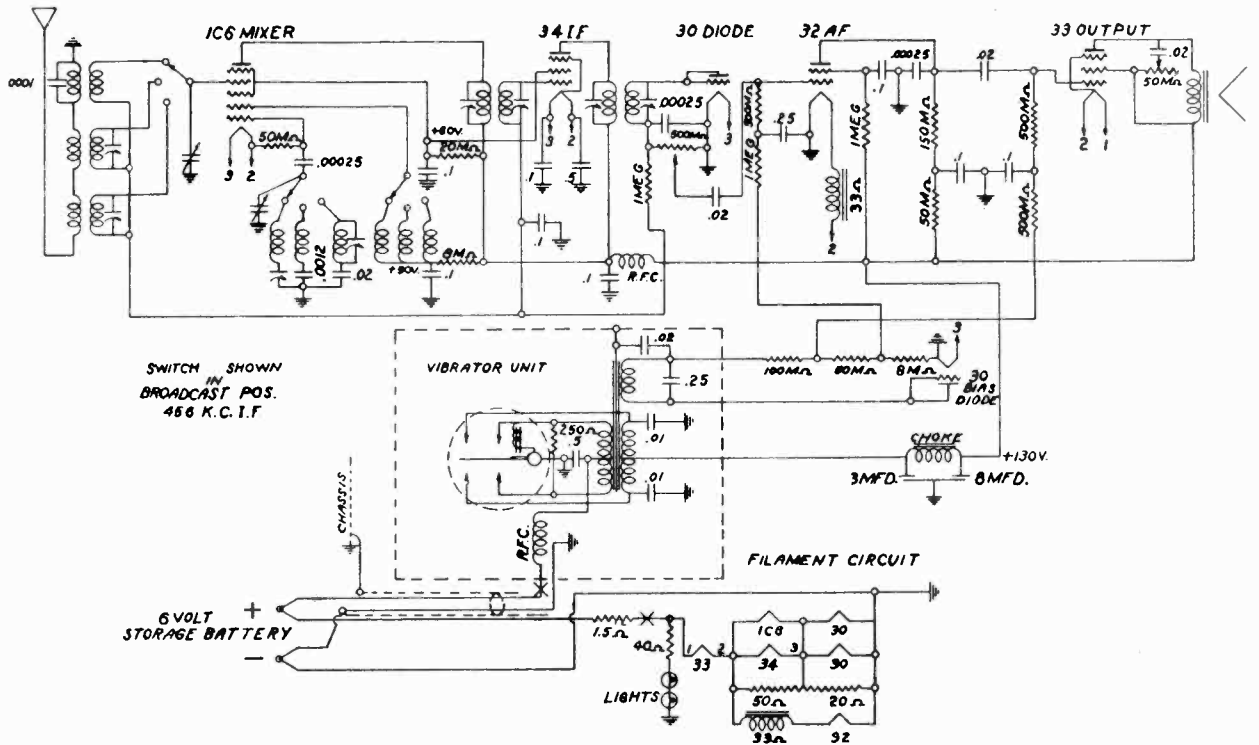 1C6 MIXER
34 IF
30 DIODE
32 AF
33 OUTPUT
.0001
50MΩ
.00025
3 2
.0012
.02
+60V.
20MΩ
.1
+90V.
8MΩ
.1
3 2
.1
.5
.1
.1
R.F.C.
.00025
500MΩ
1MEG
3
.02
500MΩ
1MEG
.25
33Ω
2
1MEG
.1
.00025
150MΩ
50MΩ
.02
.1
.1
500MΩ
500MΩ
2 1
.02
50MΩ
SWITCH SHOWN
IN
BROADCAST POS.
456 K.C.I.F
VIBRATOR UNIT
.02
.25
250Ω
.5
.01
.01
R.F.C.
100MΩ
8MΩ
3
30
BIAS
DIODE
CHOKE
+130V.
3MFD.
8MFD.
CHASSIS
6 VOLT
STORAGE BATTERY
+
−
FILAMENT CIRCUIT
1.5Ω
40Ω
LIGHTS
1
33
2
1C6
30
34
3
30
50Ω
20Ω
33Ω
32